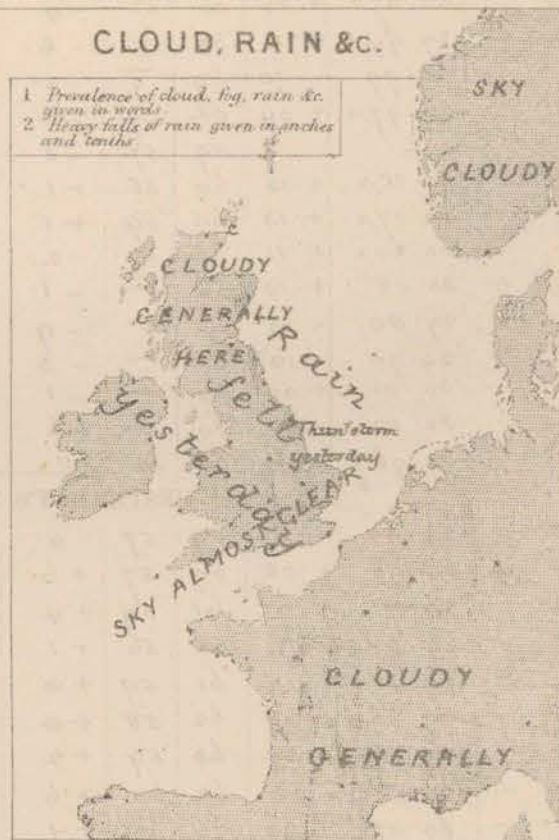 CLOUD, RAIN &c.
1 Prevalence of cloud, fog, rain &c.
given in words
2 Heavy falls of rain given in inches
and tenths
SKY
CLOUDY
CLOUDY
GENERALLY
HERE
Rain
fell
yesterday
Thund'storm
yesterday
SKY ALMOST CLEAR
CLOUDY
GENERALLY